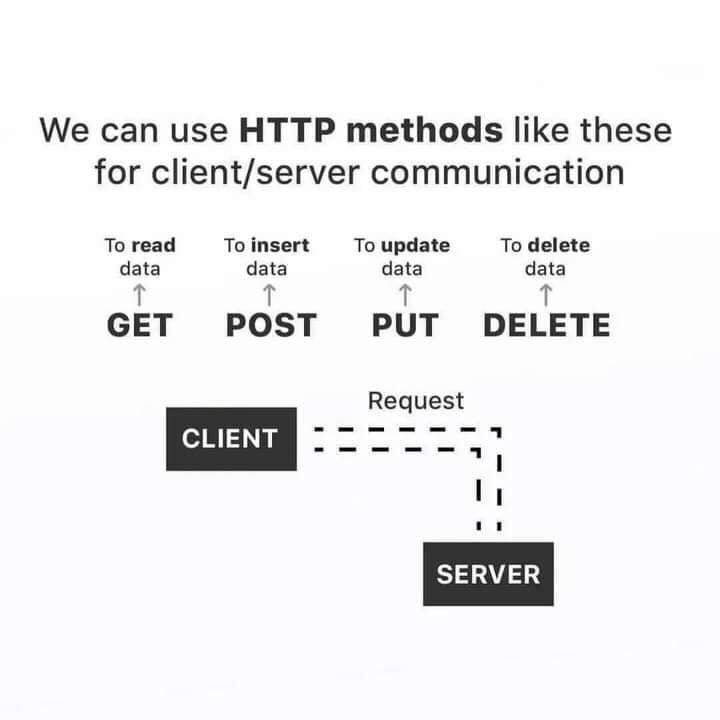 We can use HTTP methods like these
for client/server communication
To read
data
To insert
data
To update
data
To delete
data
GET
POST
PUT
DELETE
Request
CLIENT
SERVER